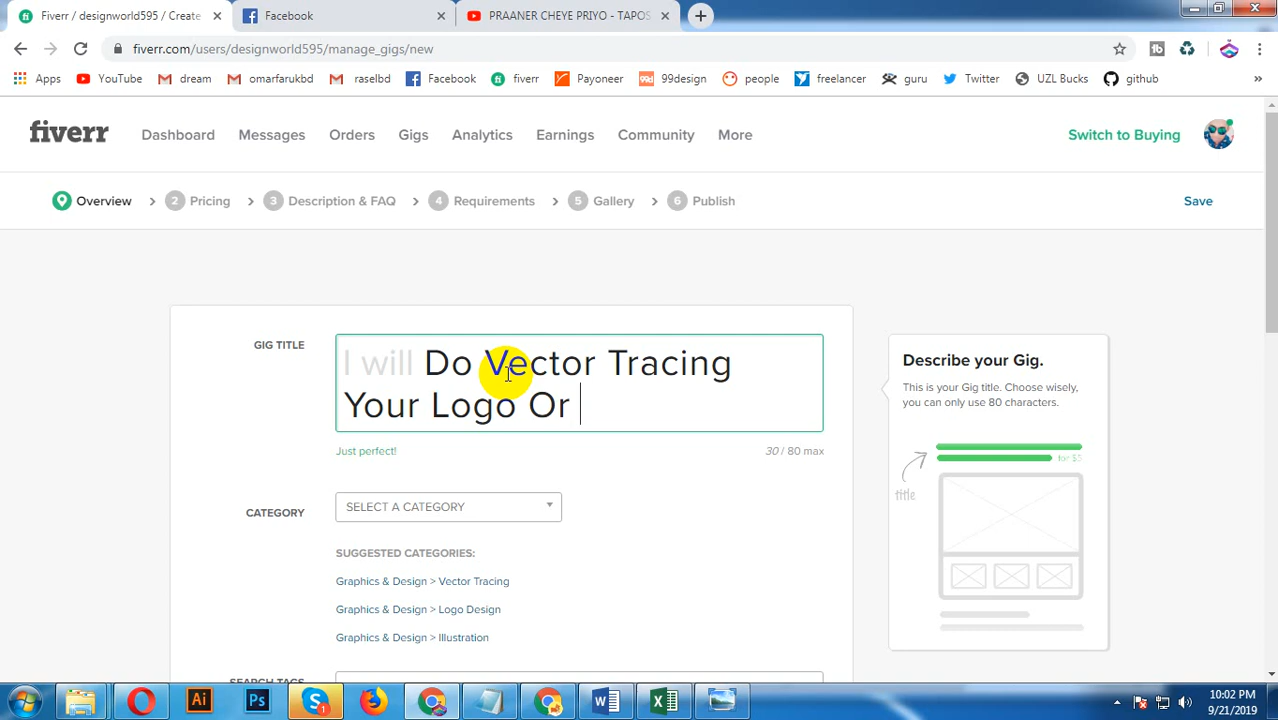 Fiverr / designworld595 / Create
Facebook
PRAANER CHEYE PRIYO - TAPOS
fiverr.com/users/designworld595/manage_gigs/new
Apps
YouTube
dream
omarfarukbd
raselbd
Facebook
fiverr
Payoneer
99design
people
freelancer
guru
Twitter
UZL Bucks
github
»
fiverr
Dashboard
Messages
Orders
Gigs
Analytics
Earnings
Community
More
Switch to Buying
Overview
2 Pricing
3 Description & FAQ
4 Requirements
5 Gallery
6 Publish
Save
GIG TITLE
I will Do Vector Tracing
Your Logo Or
Just perfect!
30 / 80 max
CATEGORY
SELECT A CATEGORY
SUGGESTED CATEGORIES:
Graphics & Design > Vector Tracing
Graphics & Design > Logo Design
Graphics & Design > Illustration
SEARCH TAGS
Describe your Gig.
This is your Gig title. Choose wisely,
you can only use 80 characters.
for $5
title
10:02 PM
9/21/2019